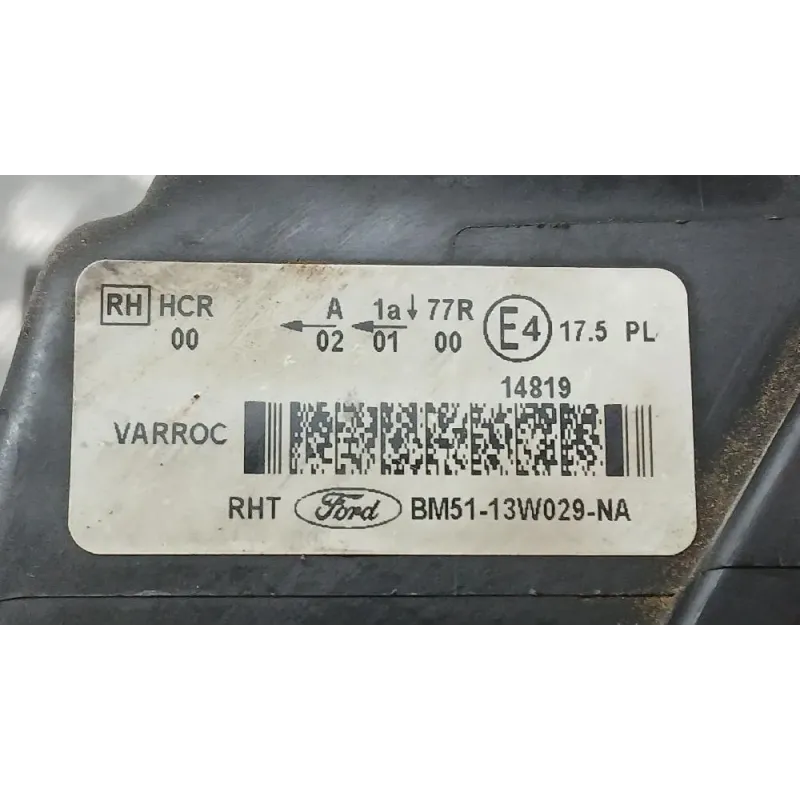 RH HCR A 1a 77R E4 17.5 PL
00 02 01 00
14819
VARROC
RHT Ford BM51-13W029-NA